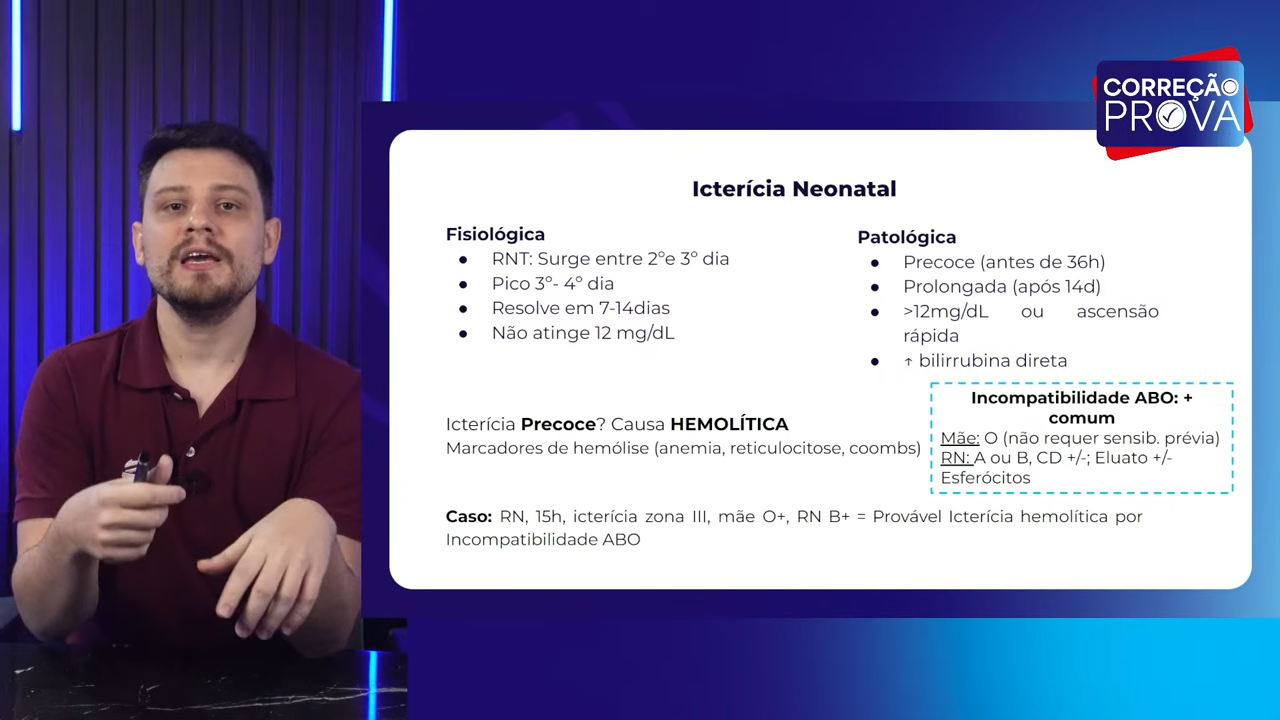 CORREÇÃO
PROVA
Icterícia Neonatal
Fisiológica
● RNT: Surge entre 2ºe 3º dia
● Pico 3º- 4º dia
● Resolve em 7-14dias
● Não atinge 12 mg/dL
Patológica
● Precoce (antes de 36h)
● Prolongada (após 14d)
● >12mg/dL ou ascensão
rápida
● ↑ bilirrubina direta
Icterícia Precoce? Causa HEMOLÍTICA
Marcadores de hemólise (anemia, reticulocitose, coombs)
Incompatibilidade ABO: +
comum
Mãe: O (não requer sensib. prévia)
RN: A ou B, CD +/-; Eluato +/-
Esferócitos
Caso: RN, 15h, icterícia zona III, mãe O+, RN B+ = Provável Icterícia hemolítica por
Incompatibilidade ABO